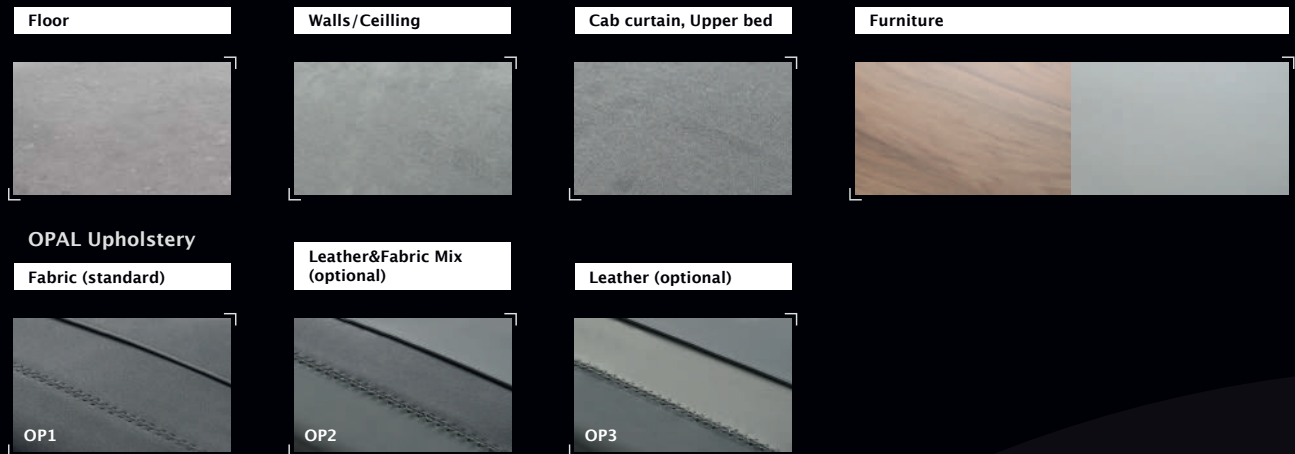 Floor
Walls/Ceilling
Cab curtain, Upper bed
Furniture
OPAL Upholstery
Fabric (standard)
Leather&Fabric Mix
(optional)
Leather (optional)
OP1
OP2
OP3